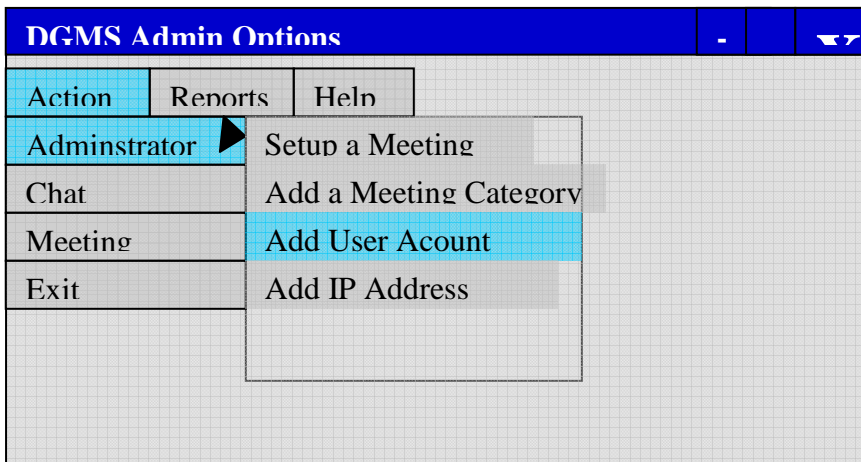 DGMS Admin Options - X
Action Reports Help
Adminstrator Setup a Meeting
Chat Add a Meeting Category
Meeting Add User Acount
Exit Add IP Address